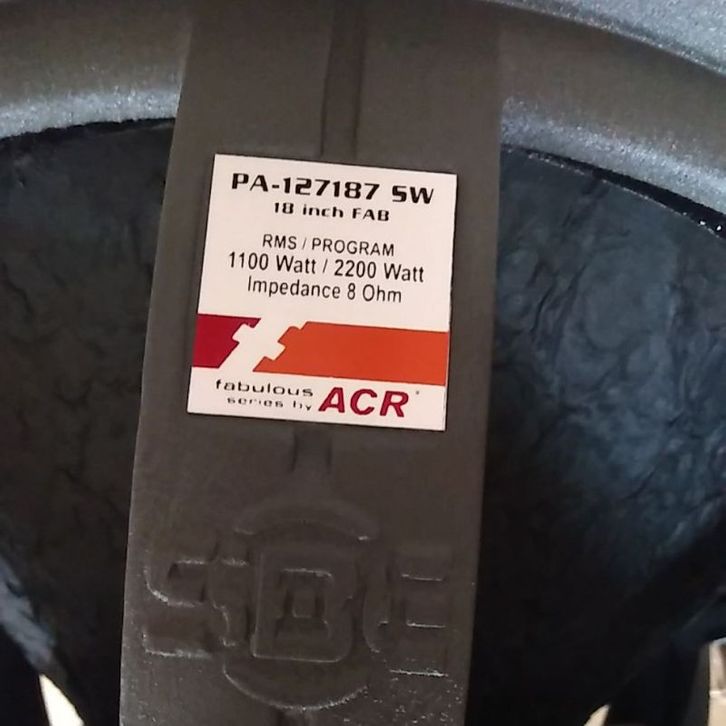 PA-127187 SW
18 inch FAB
RMS / PROGRAM
1100 Watt / 2200 Watt
Impedance 8 Ohm
fabulous
series by ACR
SBE